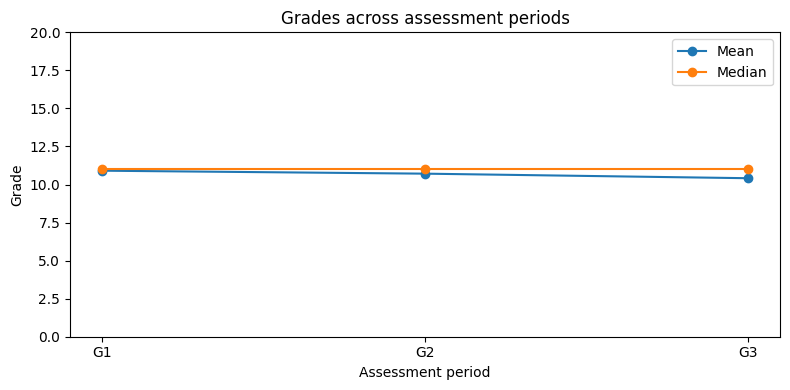 Grades across assessment periods
Mean
Median
20.0
17.5
15.0
12.5
10.0
7.5
5.0
2.5
0.0
Grade
G1 G2 G3
Assessment period